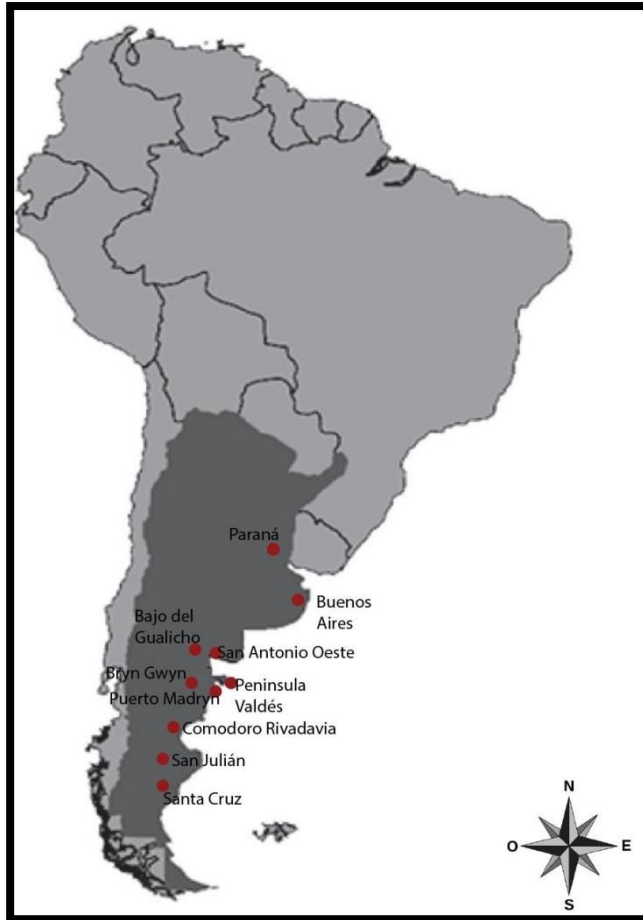 Paraná
Buenos
Aires
Bajo del
Gualicho
San Antonio Oeste
Bryn Gwyn
Peninsula
Valdés
Puerto Madryn
Comodoro Rivadavia
San Julián
Santa Cruz
N
O
E
S